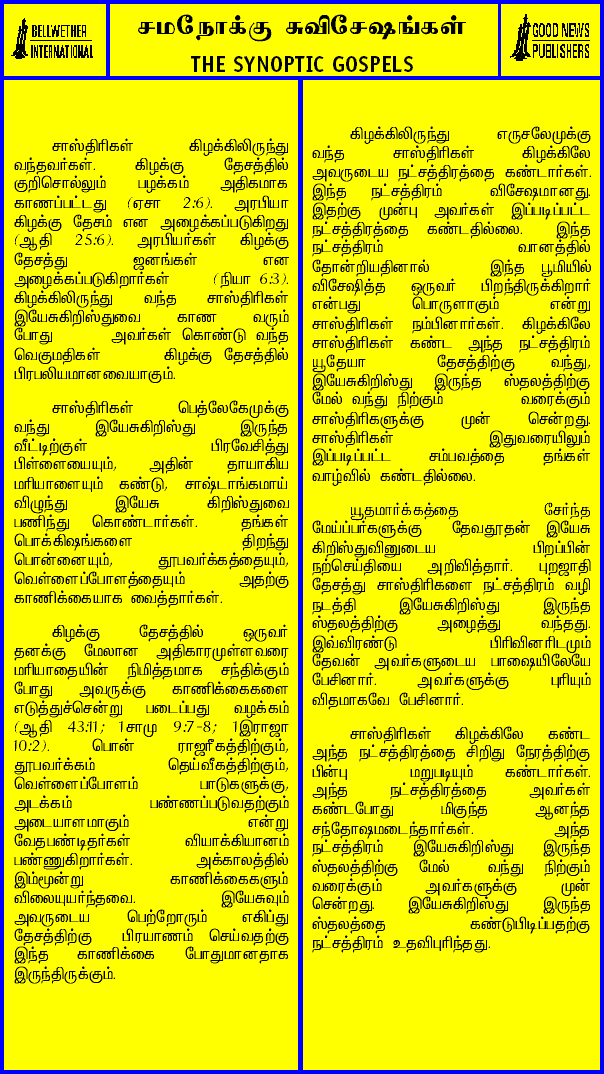 BELLWETHER
INTERNATIONAL
சமநோக்கு சுவிசேஷங்கள்
THE SYNOPTIC GOSPELS
GOOD NEWS
PUBLISHERS
சாஸ்திரிகள் கிழக்கிலிருந்து
வந்தவர்கள். கிழக்கு தேசத்தில்
குறிசொல்லும் பழக்கம் அதிகமாக
காணப்பட்டது (ஏசா 2:6). அரபியா
கிழக்கு தேசம் என அழைக்கப்படுகிறது
(ஆதி 25:6). அரபியர்கள் கிழக்கு
தேசத்து ஜனங்கள் என
அழைக்கப்படுகிறார்கள் (நியா 6:3).
கிழக்கிலிருந்து வந்த சாஸ்திரிகள்
இயேசுகிறிஸ்துவை காண வரும்
போது அவர்கள் கொண்டு வந்த
வெகுமதிகள் கிழக்கு தேசத்தில்
பிரபலியமானவையாகும்.
சாஸ்திரிகள் பெத்லேகேமுக்கு
வந்து இயேசுகிறிஸ்து இருந்த
வீட்டிற்குள் பிரவேசித்து
பிள்ளையையும், அதின் தாயாகிய
மரியாளையும் கண்டு, சாஷ்டாங்கமாய்
விழுந்து இயேசு கிறிஸ்துவை
பணிந்து கொண்டார்கள். தங்கள்
பொக்கிஷங்களை திறந்து
பொன்னையும், தூபவர்க்கத்தையும்,
வெள்ளைப்போளத்தையும் அதற்கு
காணிக்கையாக வைத்தார்கள்.
கிழக்கு தேசத்தில் ஒருவர்
தனக்கு மேலான அதிகாரமுள்ளவரை
மரியாதையின் நிமித்தமாக சந்திக்கும்
போது அவருக்கு காணிக்கைகளை
எடுத்துச்சென்று படைப்பது வழக்கம்
(ஆதி 43:11; 1சாமு 9:7-8; 1இராஜா
10:2). பொன் ராஜரீகத்திற்கும்,
தூபவர்க்கம் தெய்வீகத்திற்கும்,
வெள்ளைப்போளம் பாடுகளுக்கு,
அடக்கம் பண்ணப்படுவதற்கும்
அடையாளமாகும் என்று
வேதபண்டிதர்கள் வியாக்கியானம்
பண்ணுகிறார்கள். அக்காலத்தில்
இம்மூன்று காணிக்கைகளும்
விலையுயர்ந்தவை. இயேசுவும்
அவருடைய பெற்றோரும் எகிப்து
தேசத்திற்கு பிரயாணம் செய்வதற்கு
இந்த காணிக்கை போதுமானதாக
இருந்திருக்கும்.
கிழக்கிலிருந்து எருசலேமுக்கு
வந்த சாஸ்திரிகள் கிழக்கிலே
அவருடைய நட்சத்திரத்தை கண்டார்கள்.
இந்த நட்சத்திரம் விசேஷமானது.
இதற்கு முன்பு அவர்கள் இப்படிப்பட்ட
நட்சத்திரத்தை கண்டதில்லை. இந்த
நட்சத்திரம் வானத்தில்
தோன்றியதினால் இந்த பூமியில்
விசேஷித்த ஒருவர் பிறந்திருக்கிறார்
என்பது பொருளாகும் என்று
சாஸ்திரிகள் நம்பினார்கள். கிழக்கிலே
சாஸ்திரிகள் கண்ட அந்த நட்சத்திரம்
யூதேயா தேசத்திற்கு வந்து,
இயேசுகிறிஸ்து இருந்த ஸ்தலத்திற்கு
மேல் வந்து நிற்கும் வரைக்கும்
சாஸ்திரிகளுக்கு முன் சென்றது.
சாஸ்திரிகள் இதுவரையிலும்
இப்படிப்பட்ட சம்பவத்தை தங்கள்
வாழ்வில் கண்டதில்லை.
யூதமார்க்கத்தை சேர்ந்த
மேய்ப்பர்களுக்கு தேவதூதன் இயேசு
கிறிஸ்துவினுடைய பிறப்பின்
நற்செய்தியை அறிவித்தார். புறஜாதி
தேசத்து சாஸ்திரிகளை நட்சத்திரம் வழி
நடத்தி இயேசுகிறிஸ்து இருந்த
ஸ்தலத்திற்கு அழைத்து வந்தது.
இவ்விரண்டு பிரிவினரிடமும்
தேவன் அவர்களுடைய பாஷையிலேயே
பேசினார். அவர்களுக்கு புரியும்
விதமாகவே பேசினார்.
சாஸ்திரிகள் கிழக்கிலே கண்ட
அந்த நட்சத்திரத்தை சிறிது நேரத்திற்கு
பின்பு மறுபடியும் கண்டார்கள்.
அந்த நட்சத்திரத்தை அவர்கள்
கண்டபோது மிகுந்த ஆனந்த
சந்தோஷமடைந்தார்கள். அந்த
நட்சத்திரம் இயேசுகிறிஸ்து இருந்த
ஸ்தலத்திற்கு மேல் வந்து நிற்கும்
வரைக்கும் அவர்களுக்கு முன்
சென்றது. இயேசுகிறிஸ்து இருந்த
ஸ்தலத்தை கண்டுபிடிப்பதற்கு
நட்சத்திரம் உதவிபுரிந்தது.